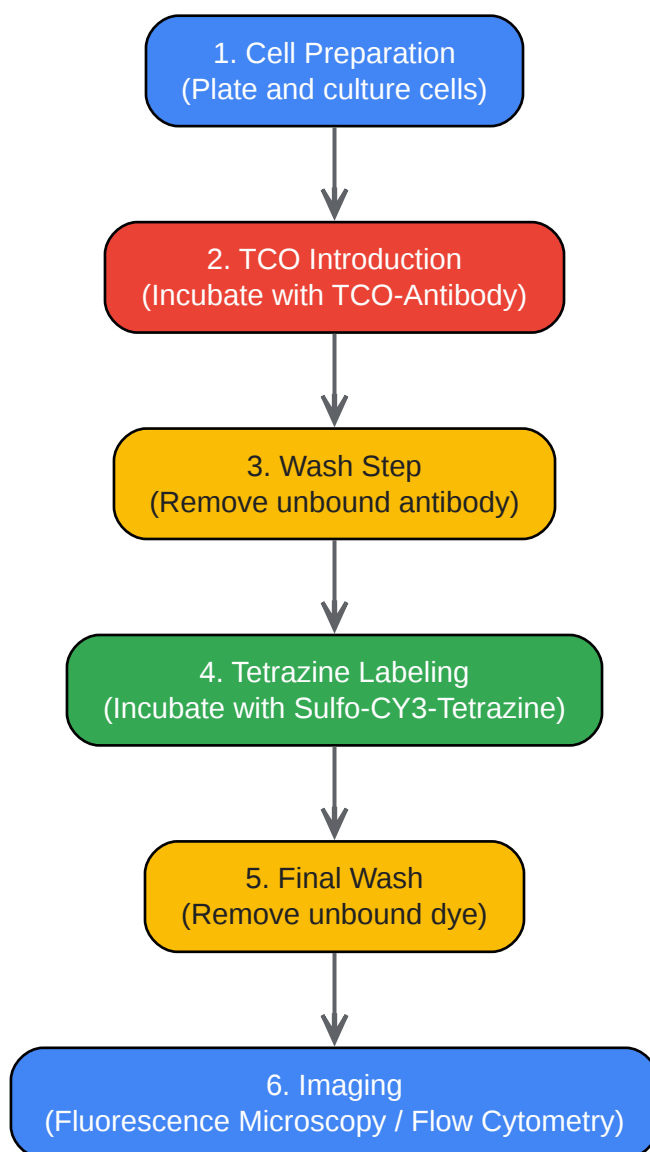 1. Cell Preparation
(Plate and culture cells)
2. TCO Introduction
(Incubate with TCO-Antibody)
3. Wash Step
(Remove unbound antibody)
4. Tetrazine Labeling
(Incubate with Sulfo-CY3-Tetrazine)
5. Final Wash
(Remove unbound dye)
6. Imaging
(Fluorescence Microscopy / Flow Cytometry)